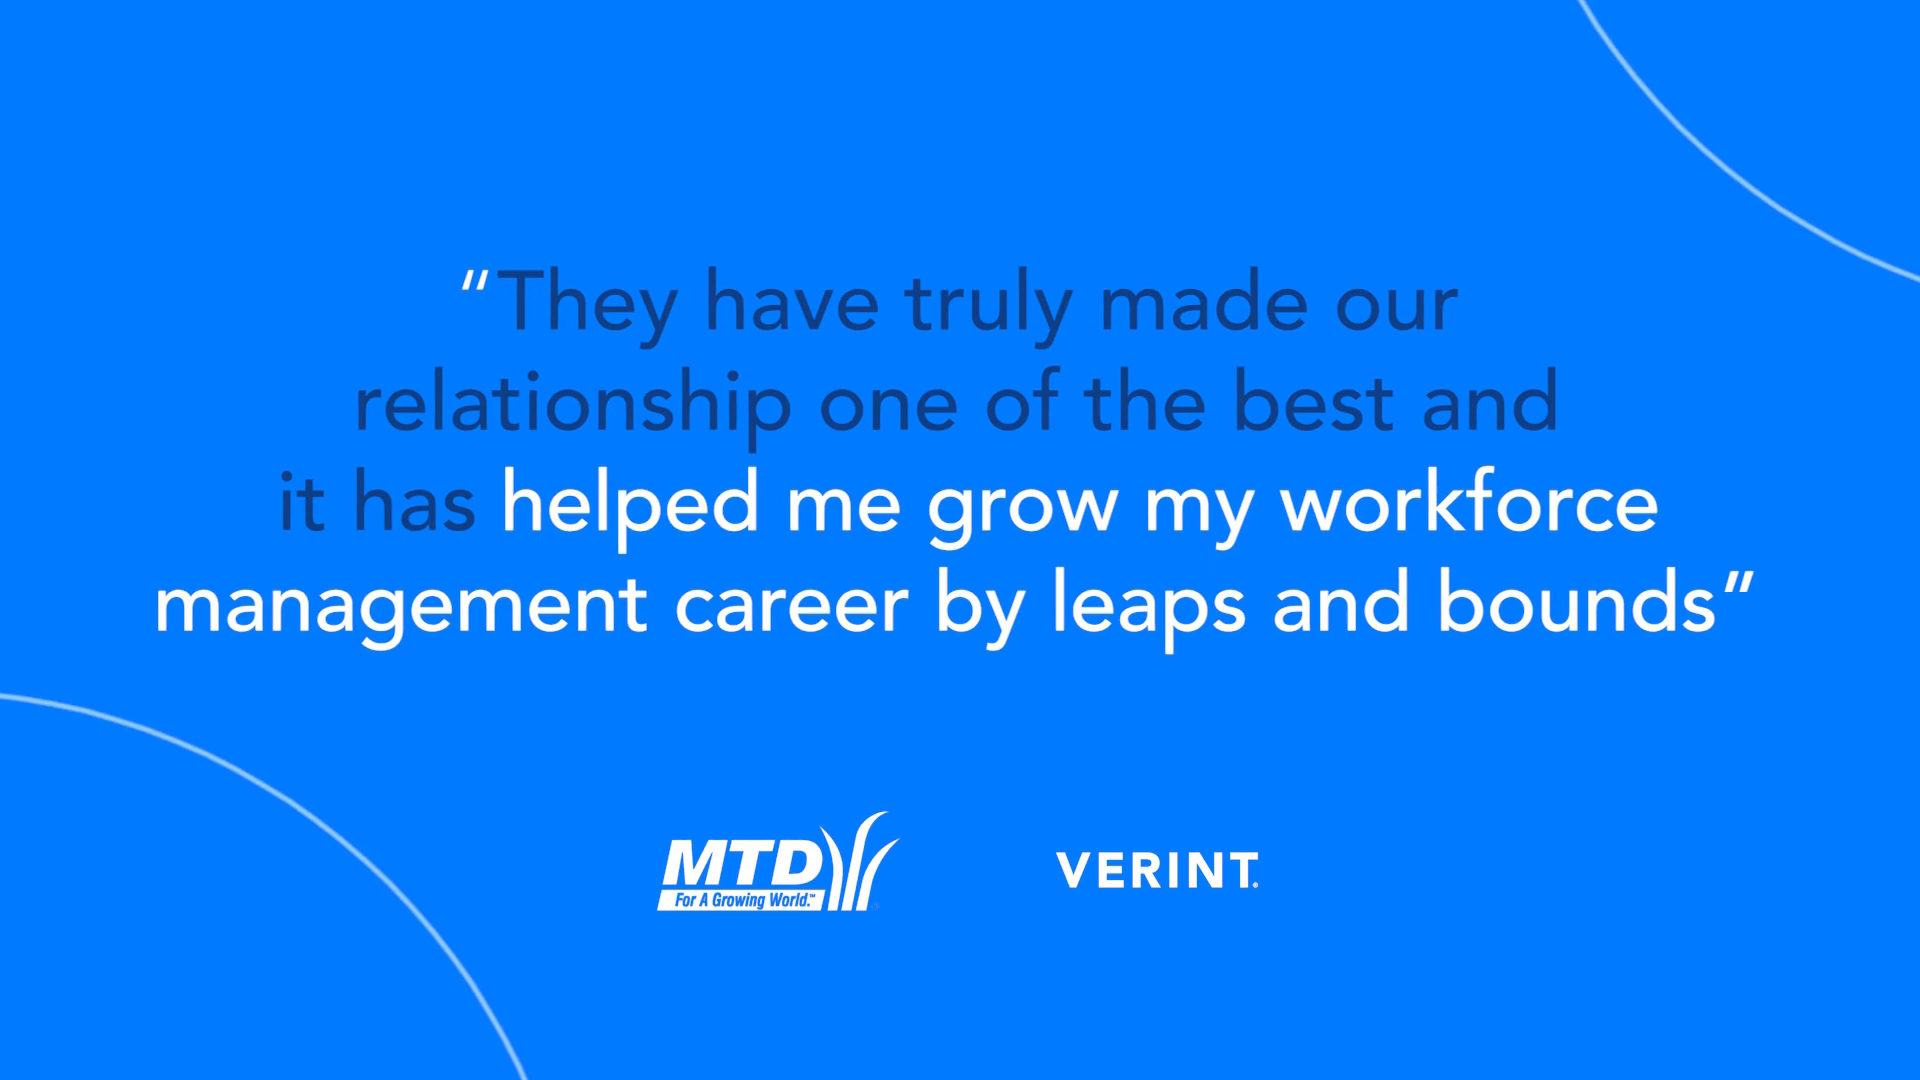 “They have truly made our
relationship one of the best and
it has helped me grow my workforce
management career by leaps and bounds”
MTD
For A Growing World.™
VERINT®